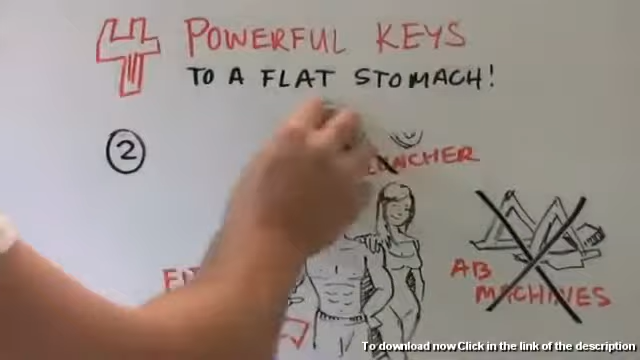 4 POWERFUL KEYS
TO A FLAT STOMACH!
2
AB
MACHINES
To download now Click in the link of the description